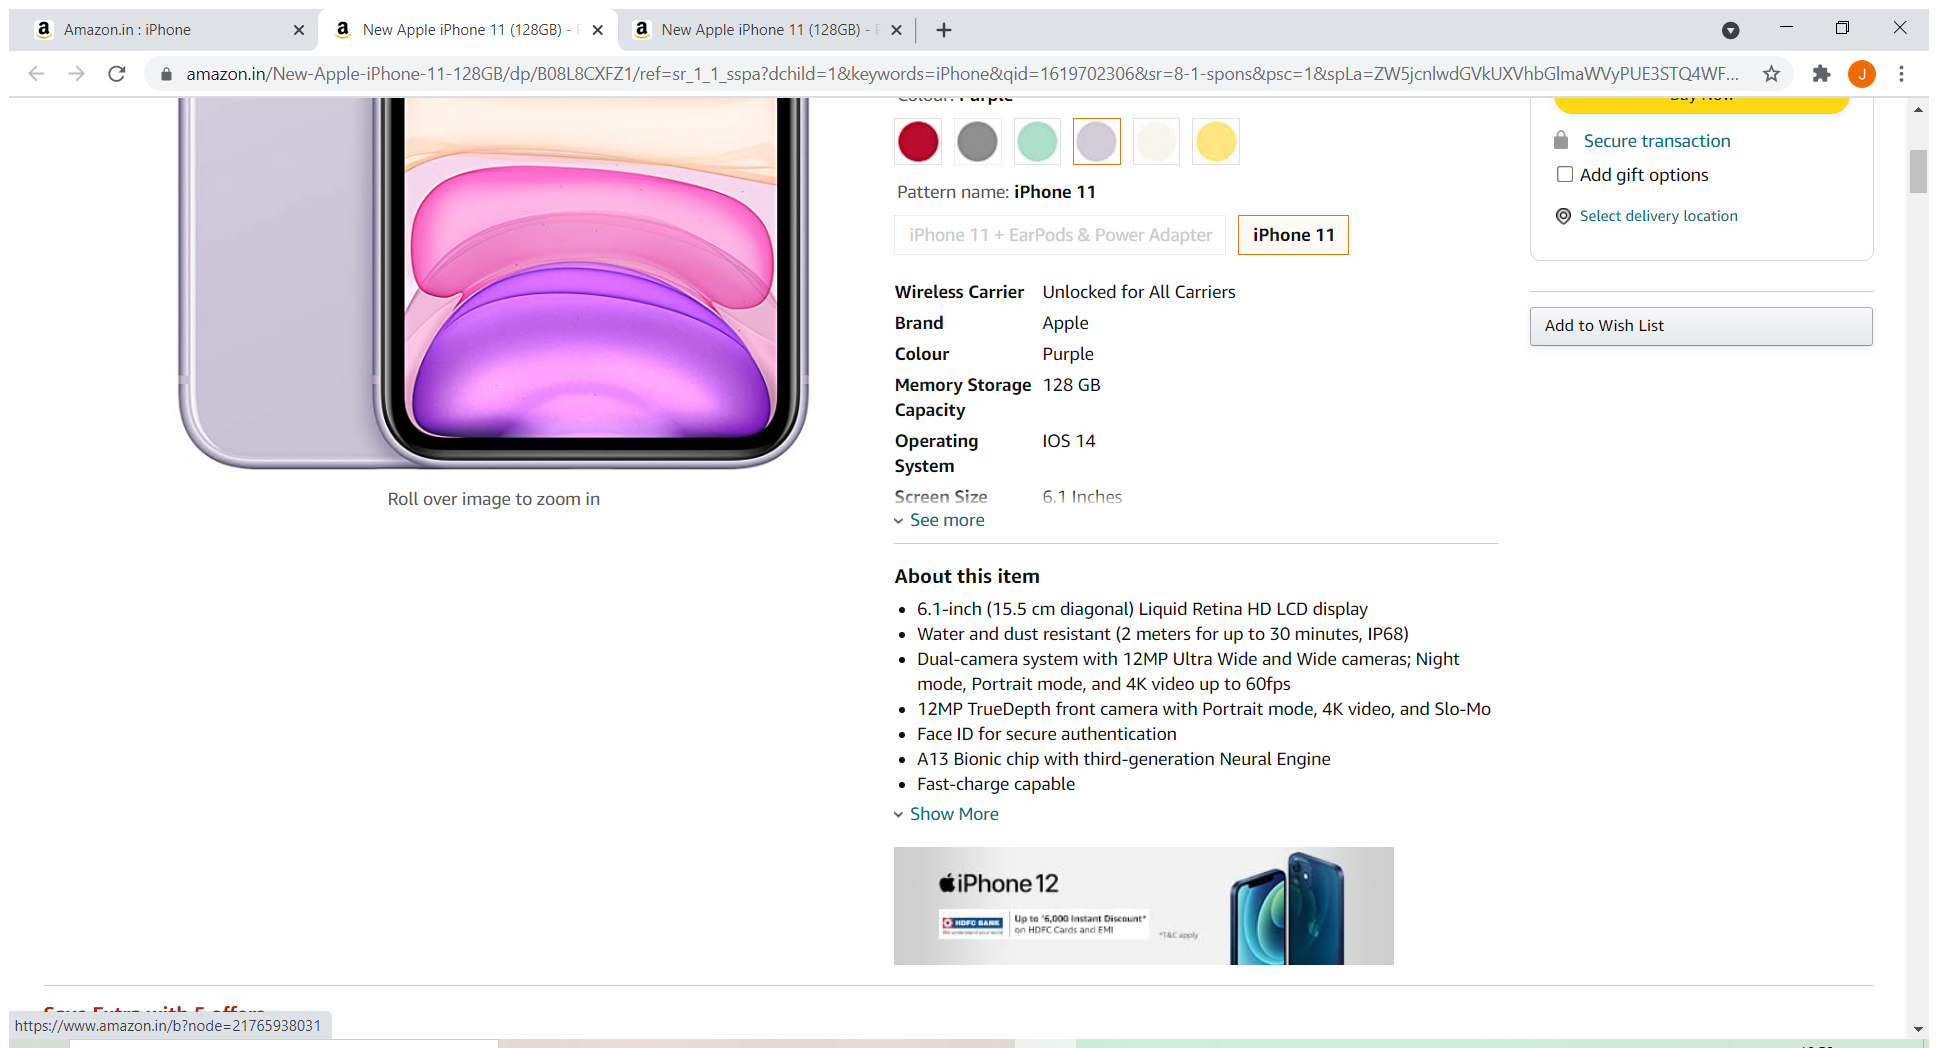 Amazon.in : iPhone
New Apple iPhone 11 (128GB) -
New Apple iPhone 11 (128GB) -
amazon.in/New-Apple-iPhone-11-128GB/dp/B08L8CXFZ1/ref=sr_1_1_sspa?dchild=1&keywords=iPhone&qid=1619702306&sr=8-1-spons&psc=1&spLa=ZW5jcnlwdGVkUXVhbGlmaWVyPUE3STQ4WF...
J
Colour: Purple
Buy Now
Secure transaction
Add gift options
Select delivery location
Add to Wish List
Pattern name: iPhone 11
iPhone 11 + EarPods & Power Adapter
iPhone 11
Wireless Carrier Unlocked for All Carriers
Brand Apple
Colour Purple
Memory Storage Capacity 128 GB
Operating System IOS 14
Screen Size 6.1 Inches
See more
Roll over image to zoom in
About this item
6.1-inch (15.5 cm diagonal) Liquid Retina HD LCD display
Water and dust resistant (2 meters for up to 30 minutes, IP68)
Dual-camera system with 12MP Ultra Wide and Wide cameras; Night
mode, Portrait mode, and 4K video up to 60fps
12MP TrueDepth front camera with Portrait mode, 4K video, and Slo-Mo
Face ID for secure authentication
A13 Bionic chip with third-generation Neural Engine
Fast-charge capable
Show More
iPhone 12
HDFC BANK
We understand your world
Up to ₹6,000 Instant Discount*
on HDFC Cards and EMI
*T&C apply
Save Extra with 5 offers
https://www.amazon.in/b?node=21765938031